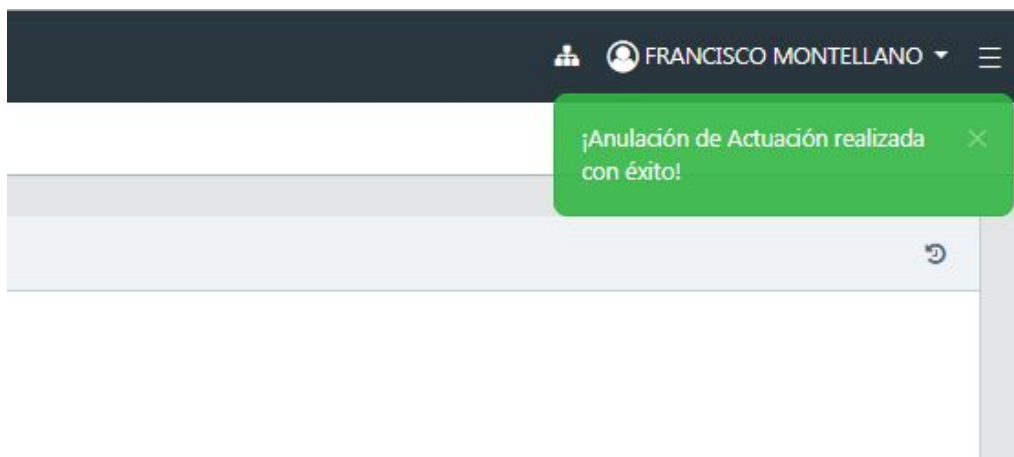 FRANCISCO MONTELLANO
¡Anulación de Actuación realizada
con éxito!